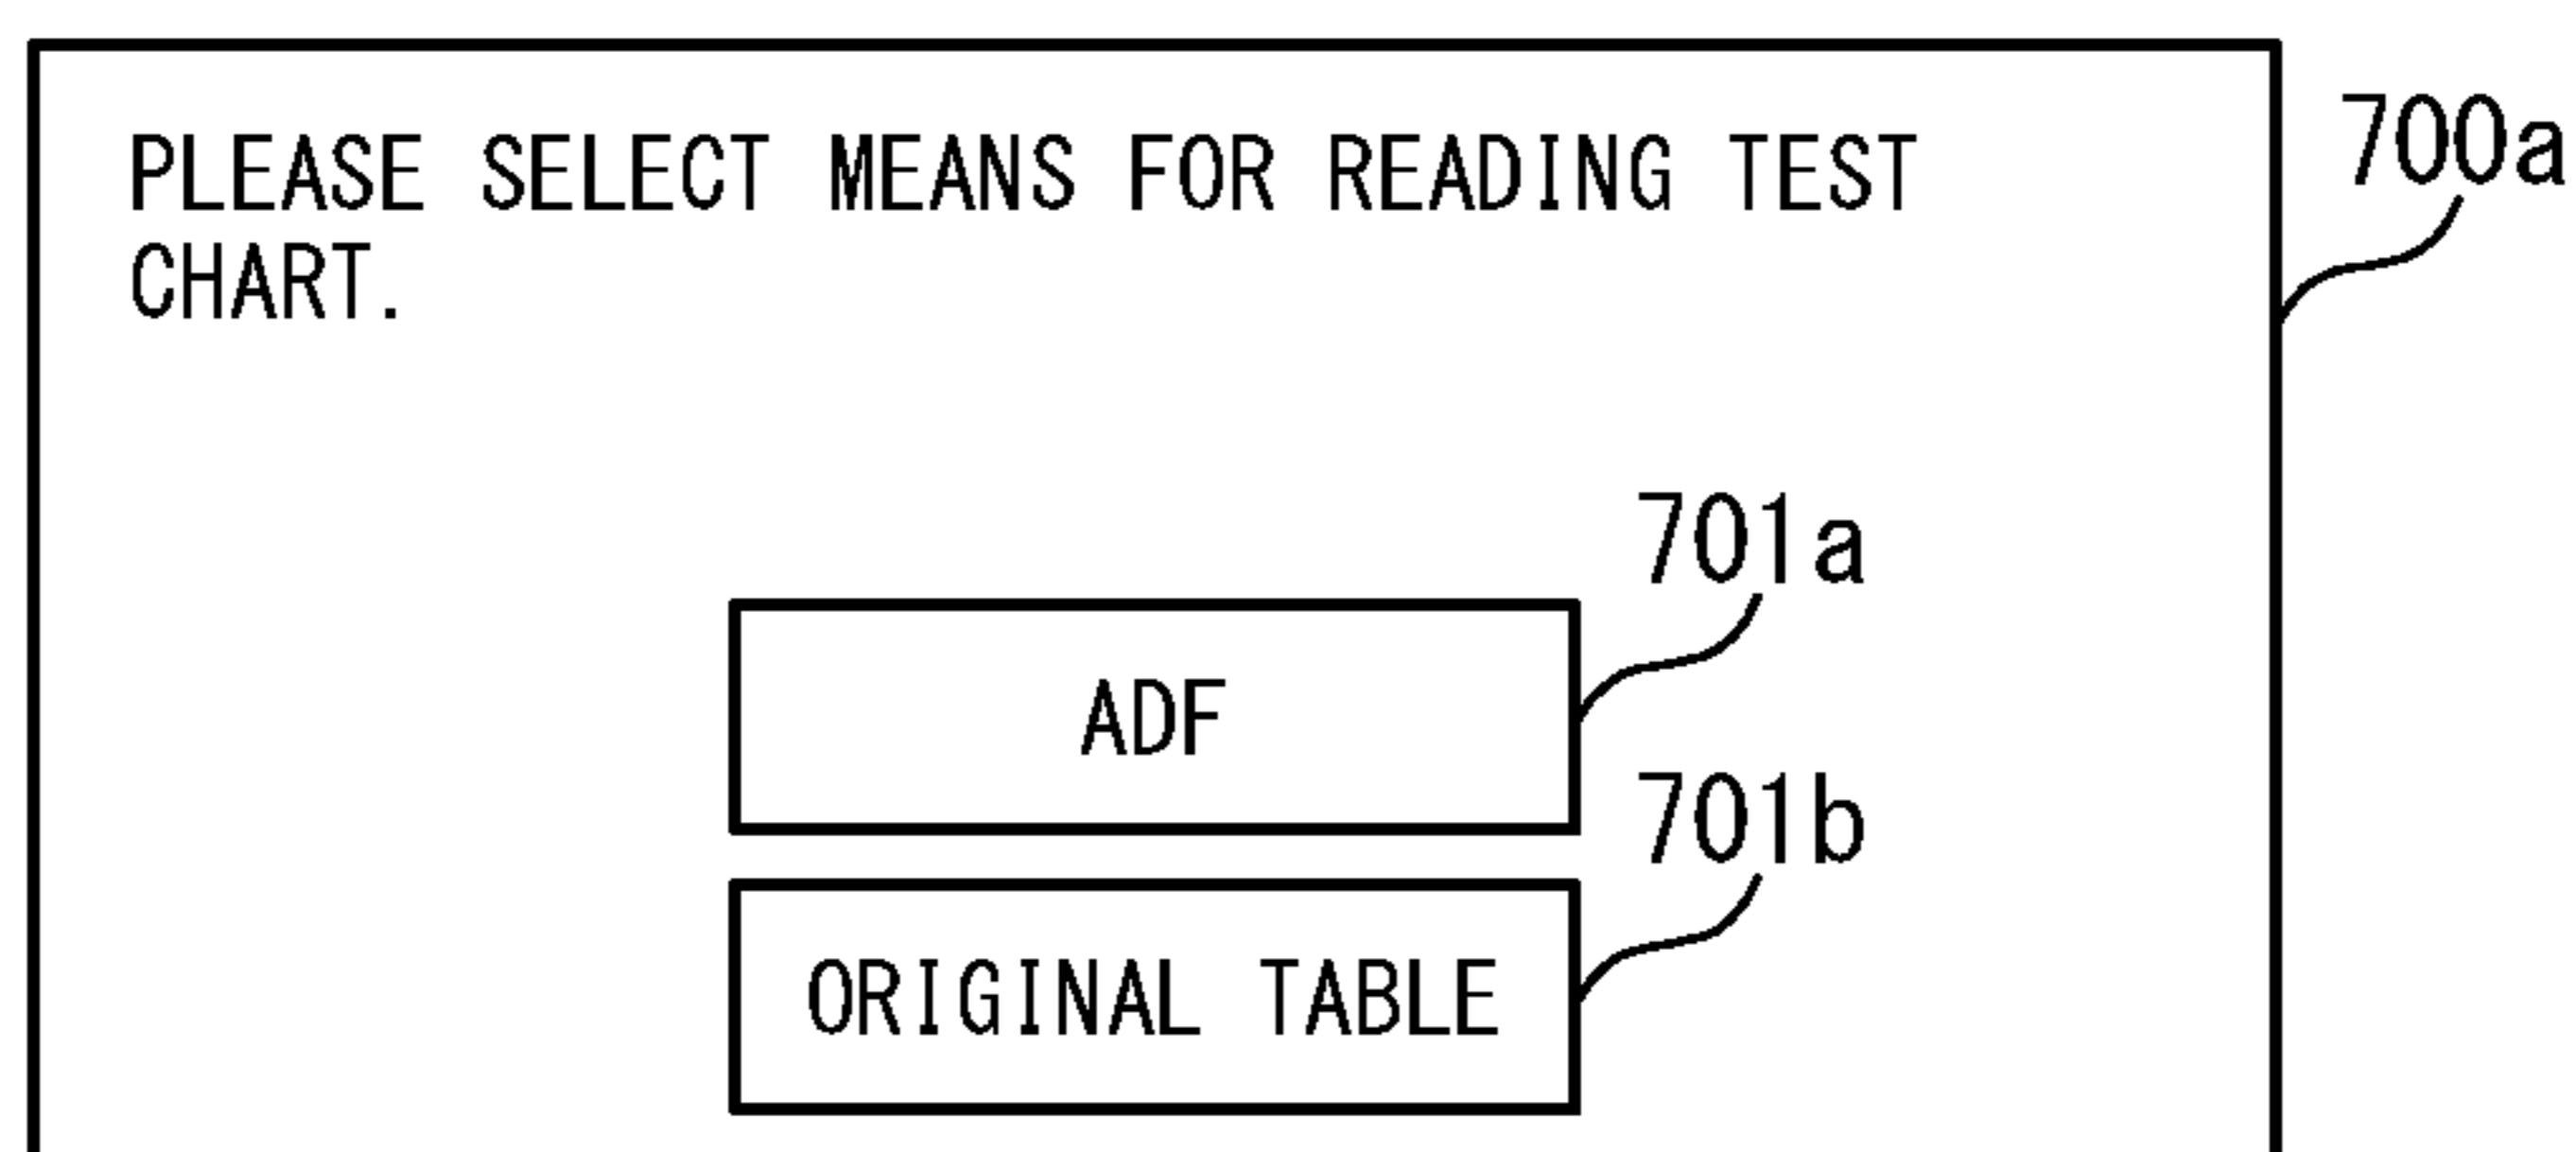 PLEASE SELECT MEANS FOR READING TEST
CHART.
700a
701a
ADF
701b
ORIGINAL TABLE